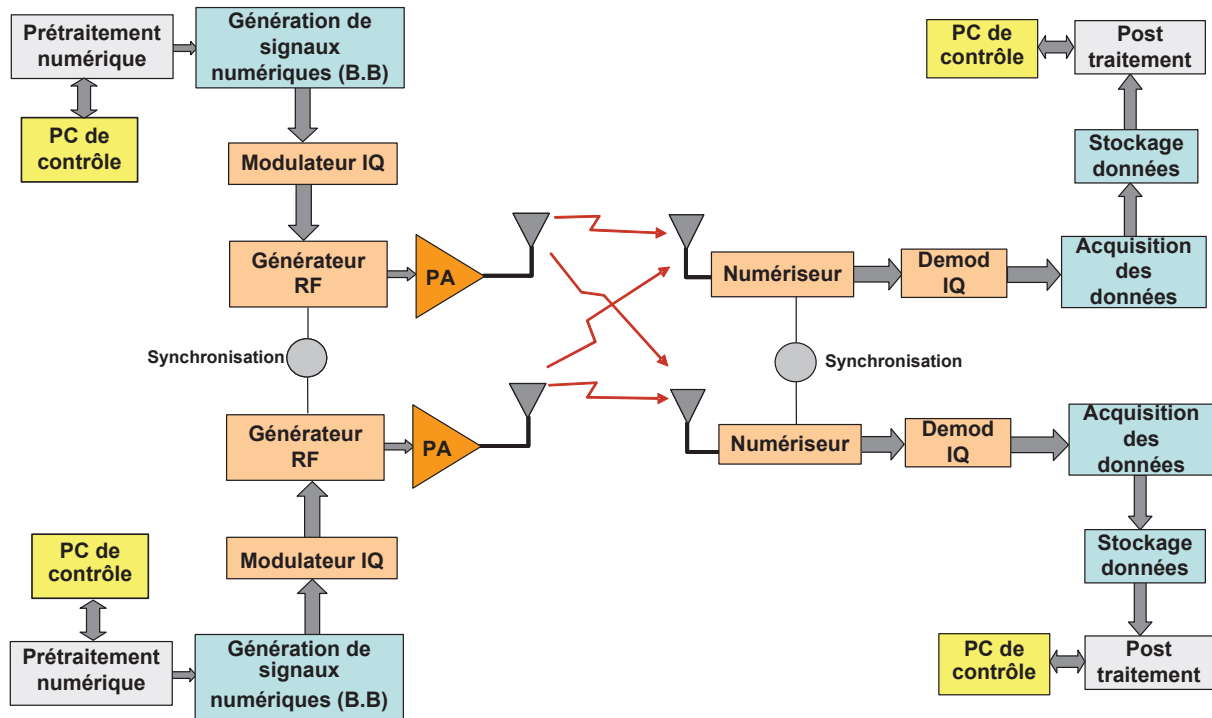 Prétraitement
numérique
Génération de
signaux
numériques (B.B)
PC de
contrôle
Modulateur IQ
Générateur
RF
PA
Synchronisation
Générateur
RF
PA
Modulateur IQ
PC de
contrôle
Prétraitement
numérique
Génération de
signaux
numériques (B.B)
PC de
contrôle
Post
traitement
Stockage
données
Numériseur
Demod
IQ
Acquisition
des
données
Synchronisation
Numériseur
Demod
IQ
Acquisition
des
données
Stockage
données
PC de
contrôle
Post
traitement